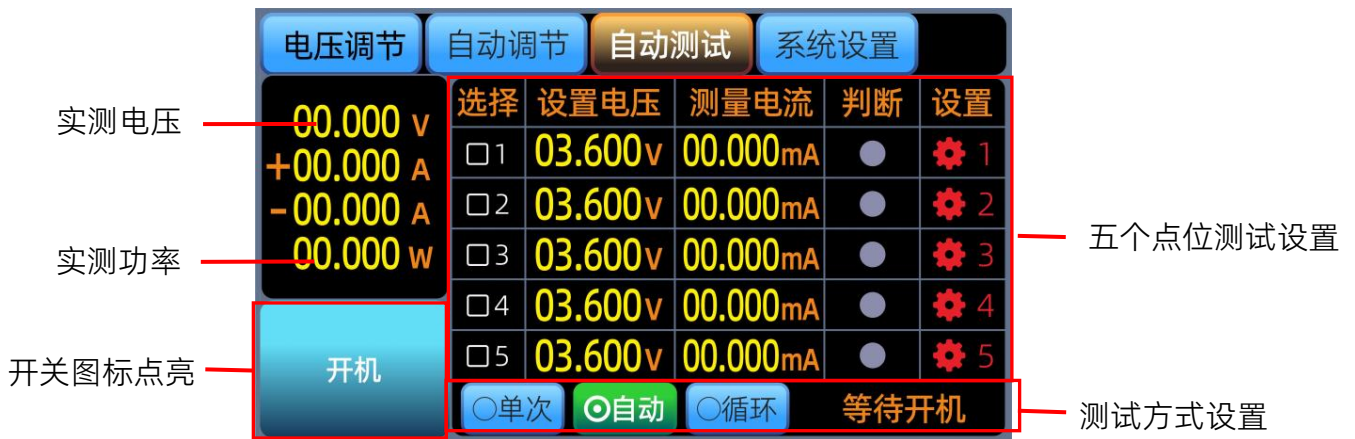 电压调节 自动调节 自动测试 系统设置
实测电压
00.000 V
+00.000 A
-00.000 A
00.000 W
实测功率
开关图标点亮
开机
选择 设置电压 测量电流 判断 设置
1 03.600V 00.000mA 1
2 03.600V 00.000mA 2
3 03.600V 00.000mA 3
4 03.600V 00.000mA 4
5 03.600V 00.000mA 5
单次 自动 循环 等待开机
五个点位测试设置
测试方式设置